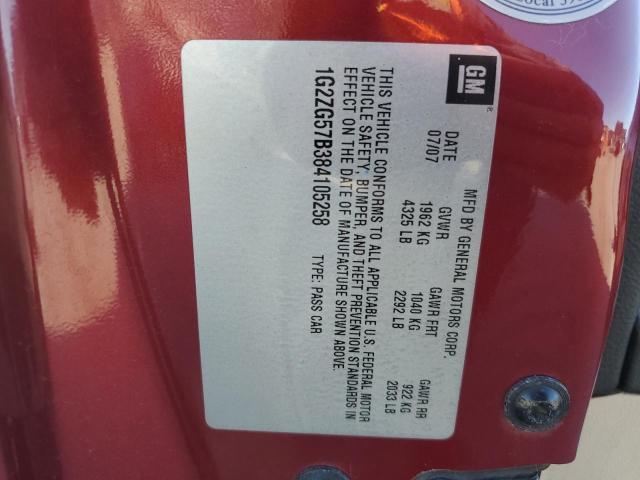 GM
MFD BY GENERAL MOTORS CORP.
DATE GVWR GAWR FRT GAWR RR
07/07 1962 KG 1040 KG 922 KG
4325 LB 2292 LB 2033 LB
THIS VEHICLE CONFORMS TO ALL APPLICABLE U.S. FEDERAL MOTOR
VEHICLE SAFETY, BUMPER, AND THEFT PREVENTION STANDARDS IN
EFFECT ON THE DATE OF MANUFACTURE SHOWN ABOVE.
1G2ZG57B384105258 TYPE: PASS CAR
Local